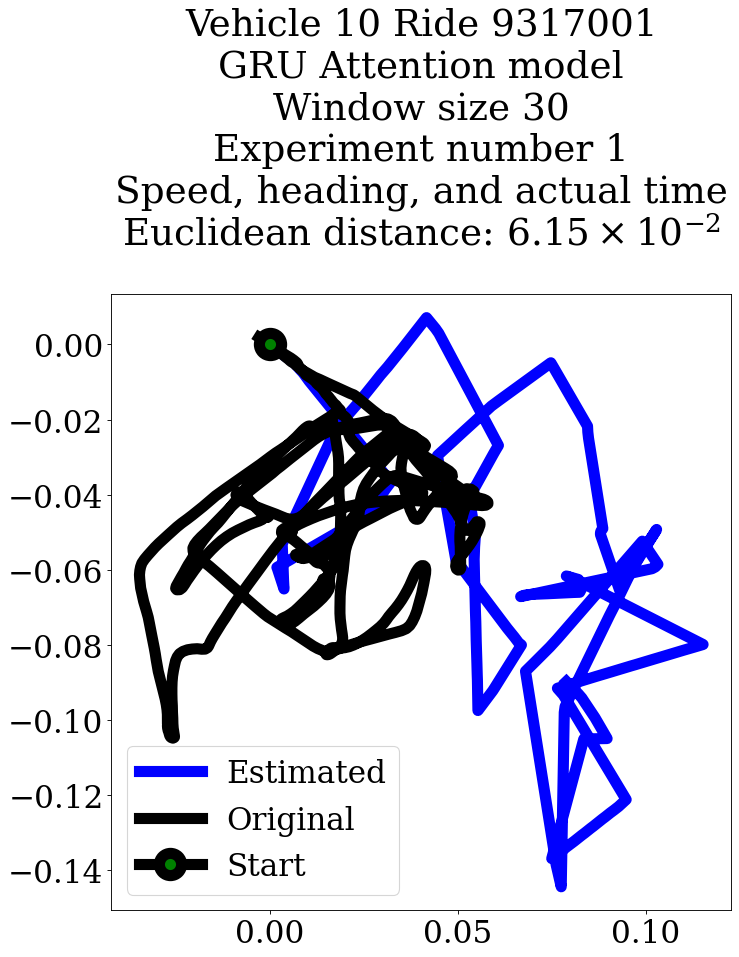 Vehicle 10 Ride 9317001
GRU Attention model
Window size 30
Experiment number 1
Speed, heading, and actual time
Euclidean distance: 6.15 × 10⁻²
0.00
−0.02
−0.04
−0.06
−0.08
−0.10
−0.12
−0.14
Estimated
Original
Start
0.00 0.05 0.10